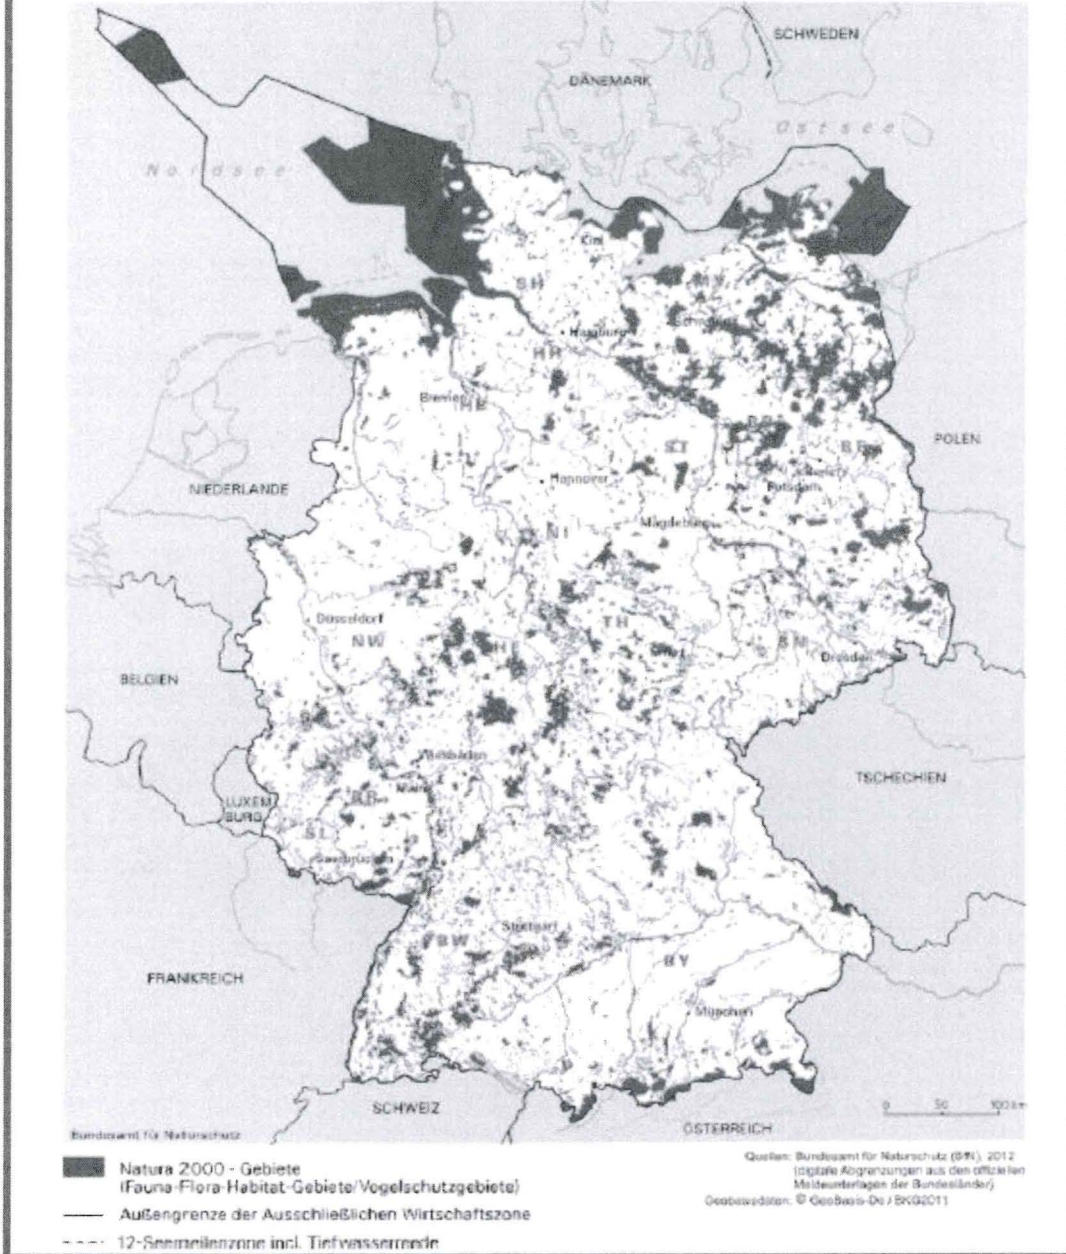 SCHWEDEN
DÄNEMARK
Ostsee
Nordsee
Kiel
SH
MV
Schwerin
Hamburg
HH
Bremen
HB
POLEN
ST
BE
NIEDERLANDE
Hannover
Potsdam
Magdeburg
NI
Düsseldorf
NW
TH
SN
Dresden
BELGIEN
Wiesbaden
Mainz
TSCHECHIEN
LUXEM
BURG
SL
Saarbrücken
Stuttgart
BW
BY
FRANKREICH
München
SCHWEIZ
0 50 100 km
ÖSTERREICH
Bundesamt für Naturschutz
Natura 2000 - Gebiete
(Fauna-Flora-Habitat-Gebiete/Vogelschutzgebiete)
Außengrenze der Ausschließlichen Wirtschaftszone
12-Seemeilenzone incl. Tiefwasserreede
Quellen: Bundesamt für Naturschutz (BfN), 2012
(digitale Abgrenzungen aus den offiziellen
Meldeunterlagen der Bundesländer)
Geobasisdaten: © GeoBasis-De / BKG2011